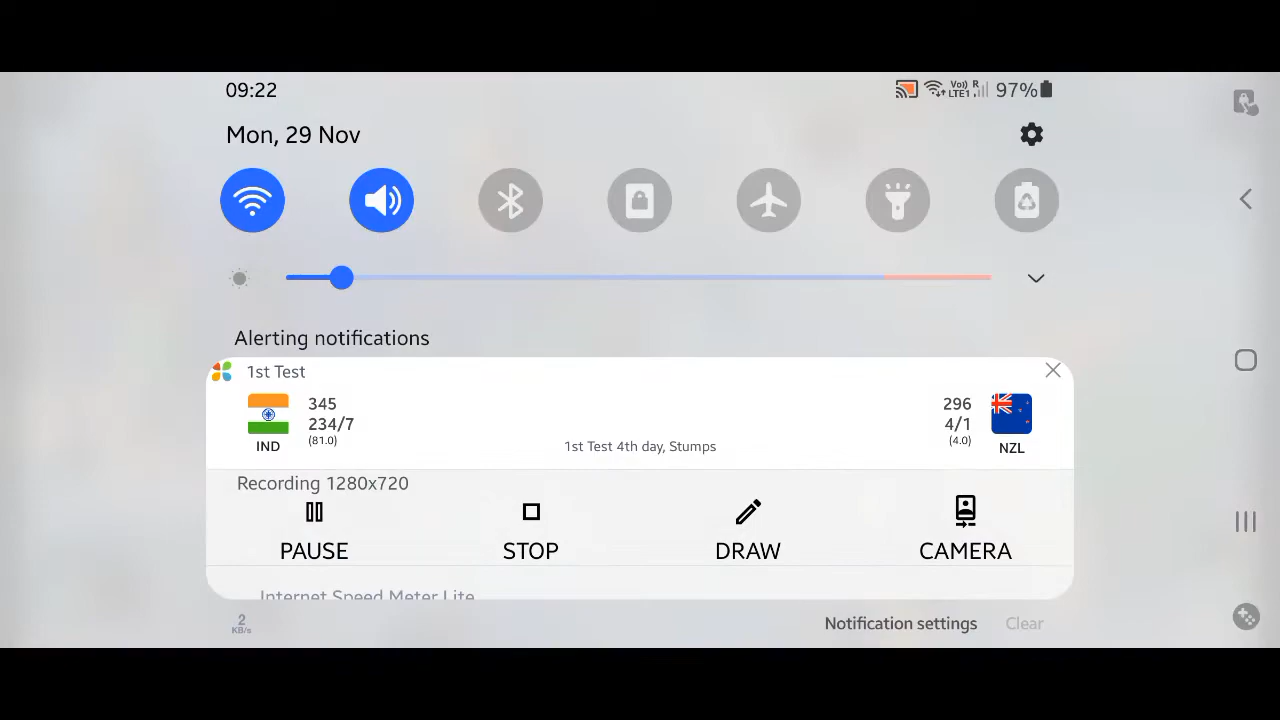 09:22
Vo) R
LTE1 97%
Mon, 29 Nov
Alerting notifications
1st Test
345
234/7
(81.0)
IND
1st Test 4th day, Stumps
296
4/1
(4.0)
NZL
Recording 1280x720
PAUSE STOP DRAW CAMERA
Internet Speed Meter Lite
2
KB/s
Notification settings Clear